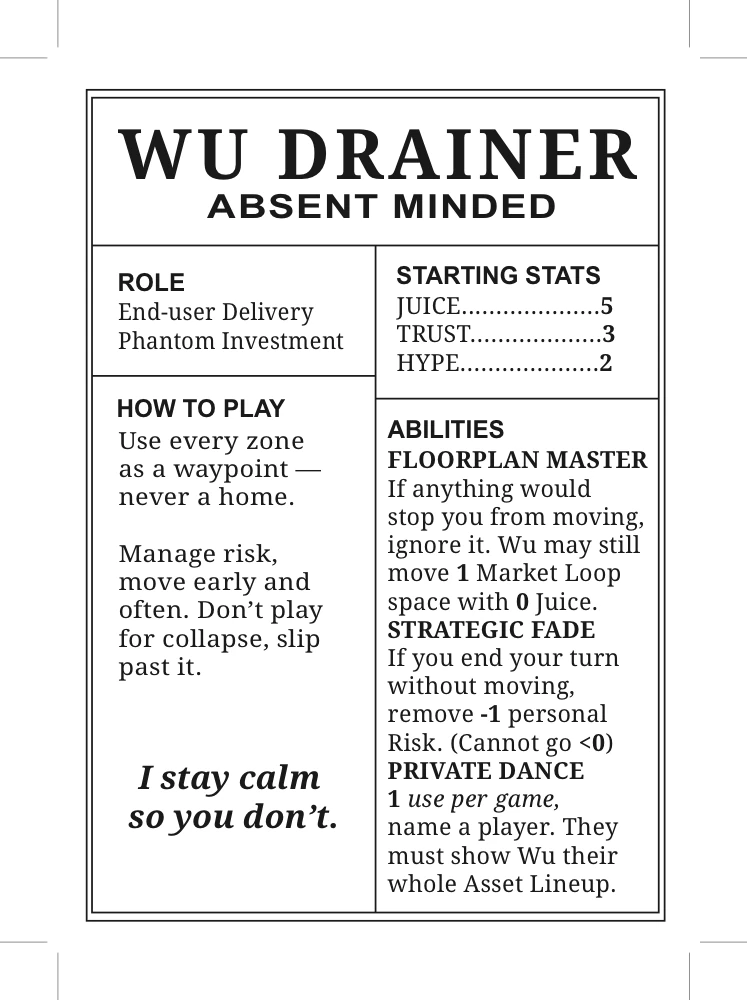 WU DRAINER
ABSENT MINDED
ROLE
End-user Delivery
Phantom Investment
HOW TO PLAY
Use every zone
as a waypoint —
never a home.
Manage risk,
move early and
often. Don’t play
for collapse, slip
past it.
I stay calm
so you don’t.
STARTING STATS
JUICE....................5
TRUST...................3
HYPE....................2
ABILITIES
FLOORPLAN MASTER
If anything would
stop you from moving,
ignore it. Wu may still
move 1 Market Loop
space with 0 Juice.
STRATEGIC FADE
If you end your turn
without moving,
remove -1 personal
Risk. (Cannot go <0)
PRIVATE DANCE
1 use per game,
name a player. They
must show Wu their
whole Asset Lineup.